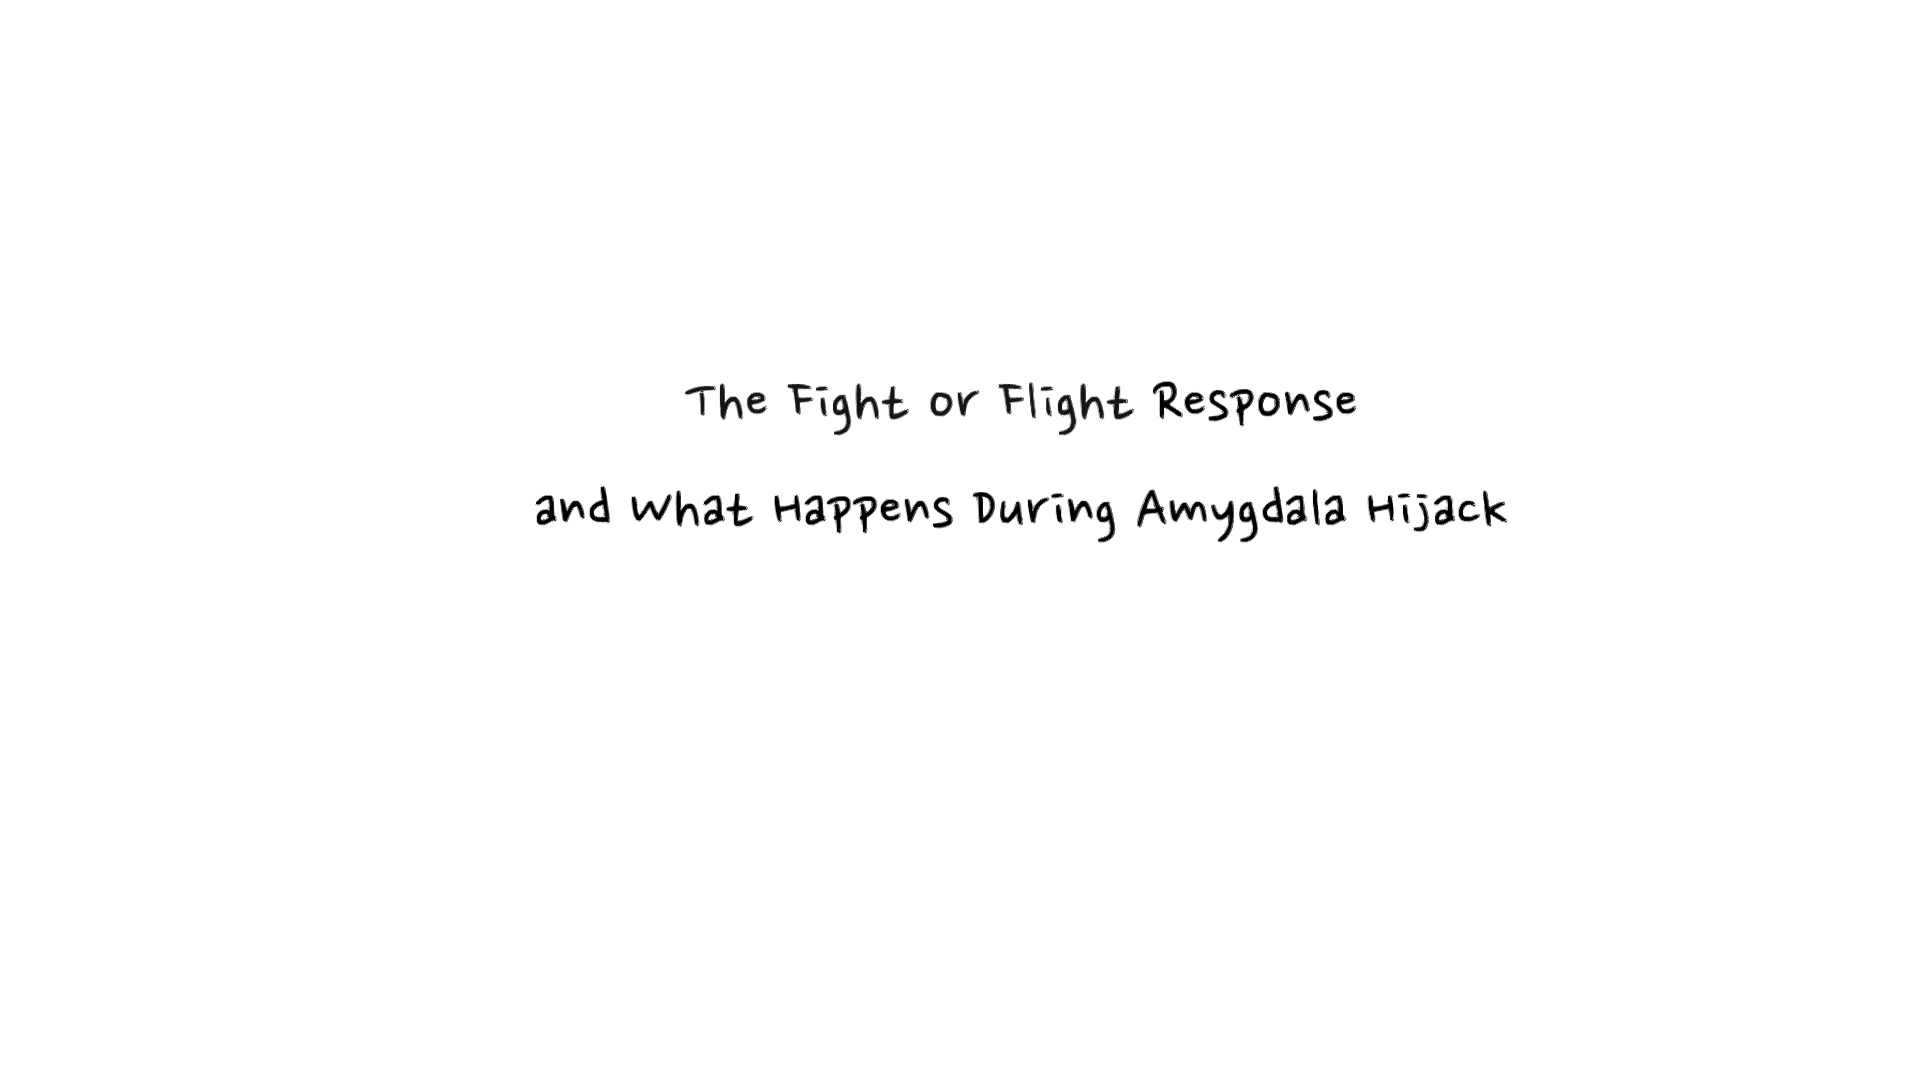 The Fight or Flight Response
and What Happens During Amygdala Hijack